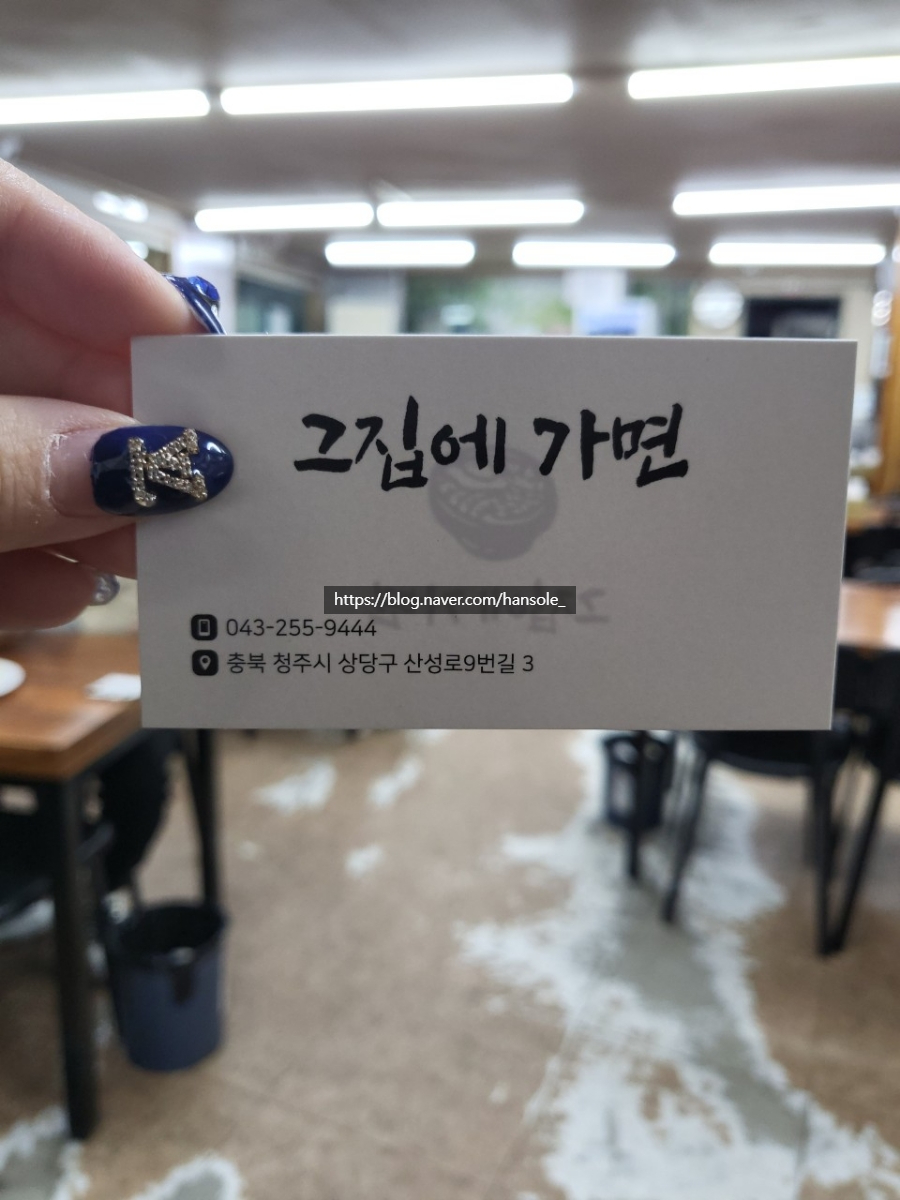 그집에 가면
https://blog.naver.com/hansole_
043-255-9444
충북 청주시 상당구 산성로9번길 3